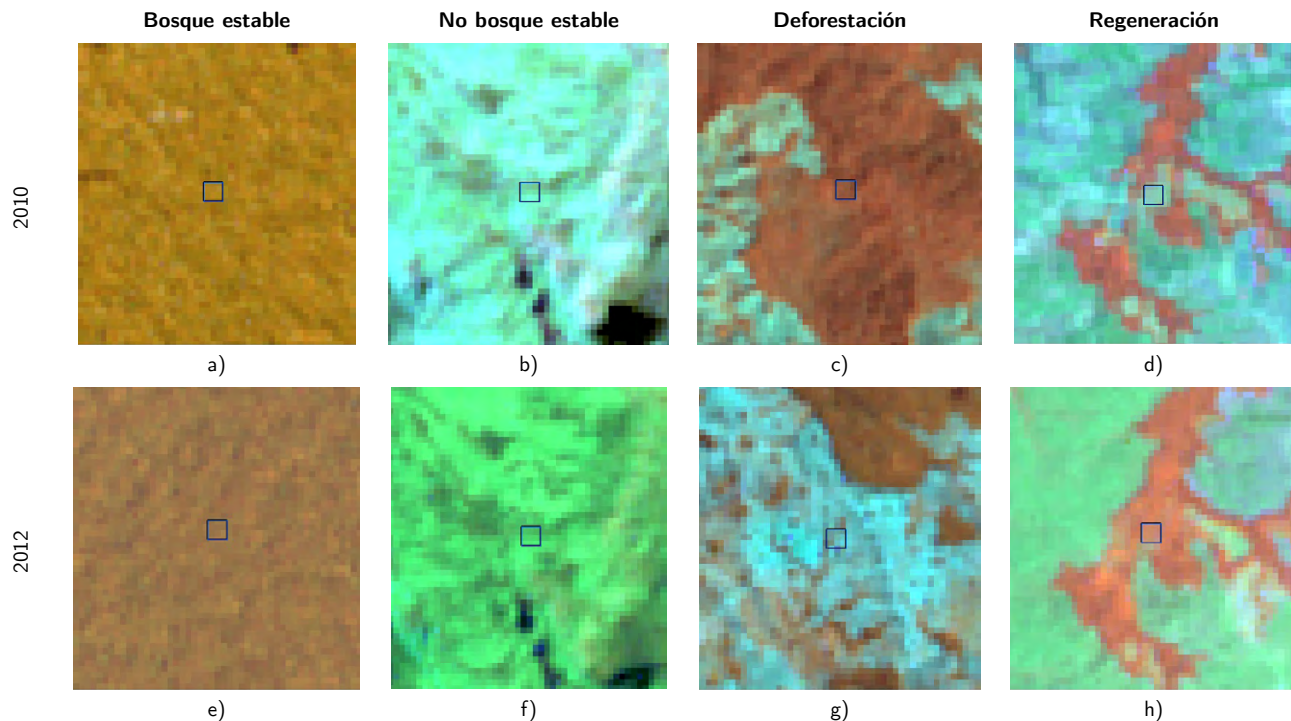 Bosque estable
No bosque estable
Deforestación
Regeneración
2010
a)
b)
c)
d)
2012
e)
f)
g)
h)